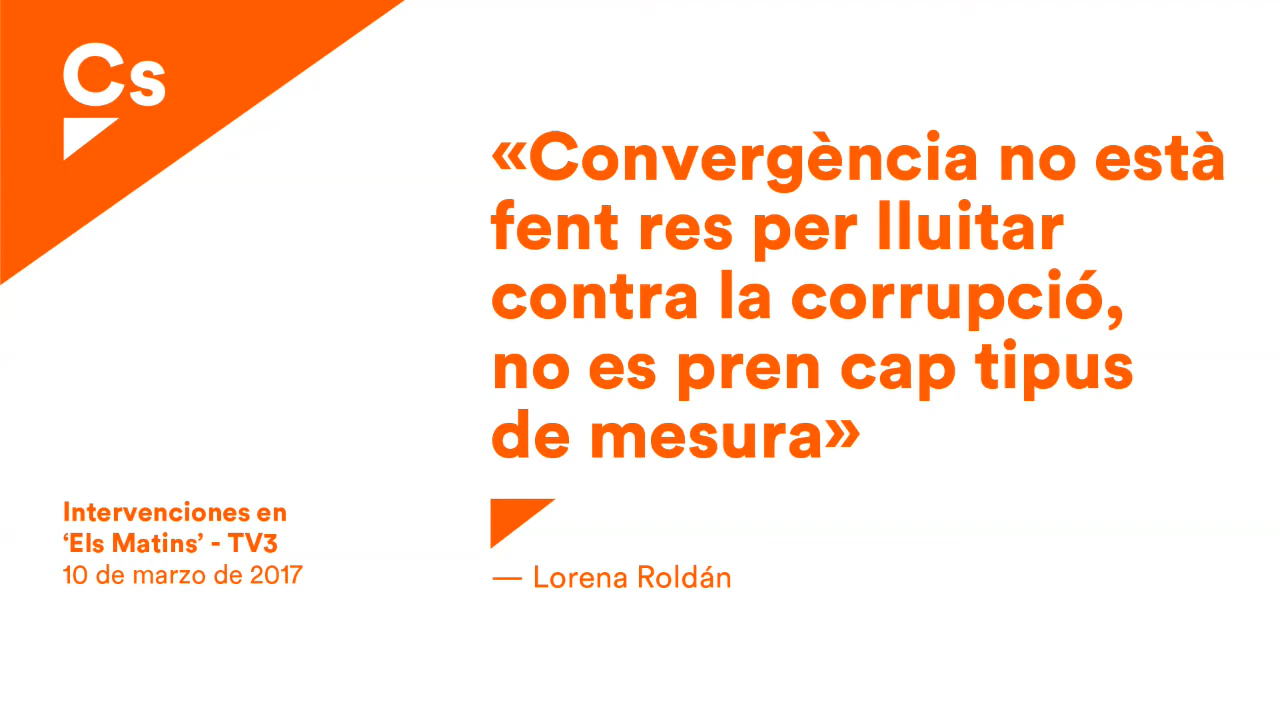 Cs
«Convergència no està
fent res per lluitar
contra la corrupció,
no es pren cap tipus
de mesura»
— Lorena Roldán
Intervenciones en
‘Els Matins’ - TV3
10 de marzo de 2017